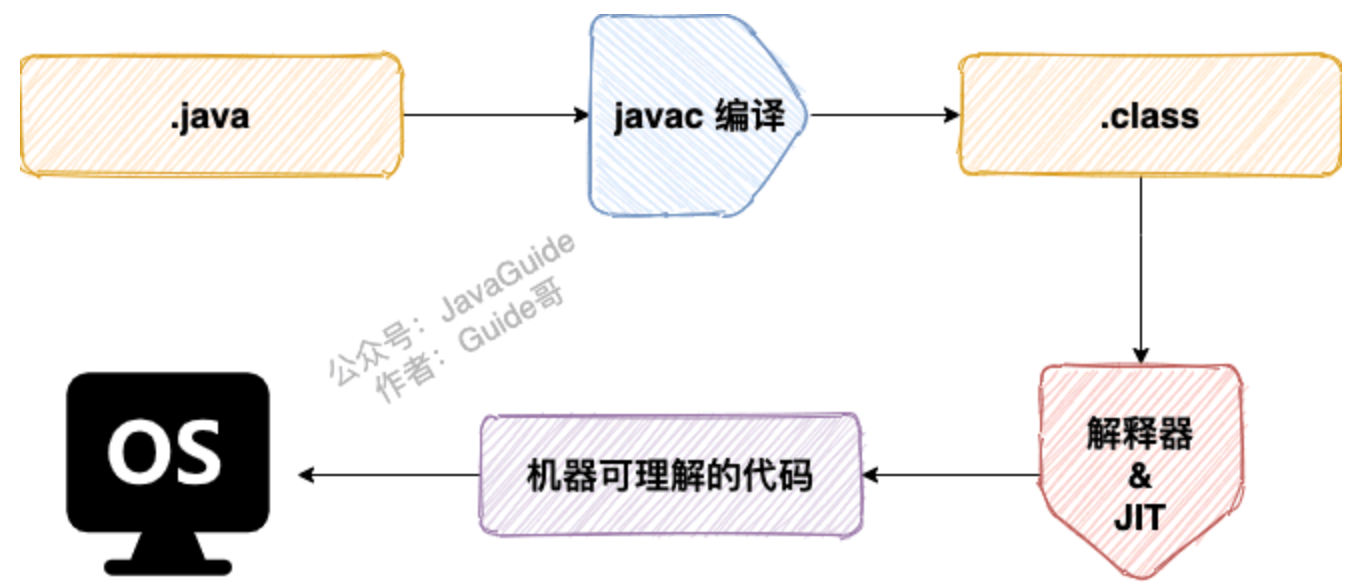 .java
javac 编译
.class
公众号：JavaGuide
作者：Guide哥
OS
机器可理解的代码
解释器
&
JIT